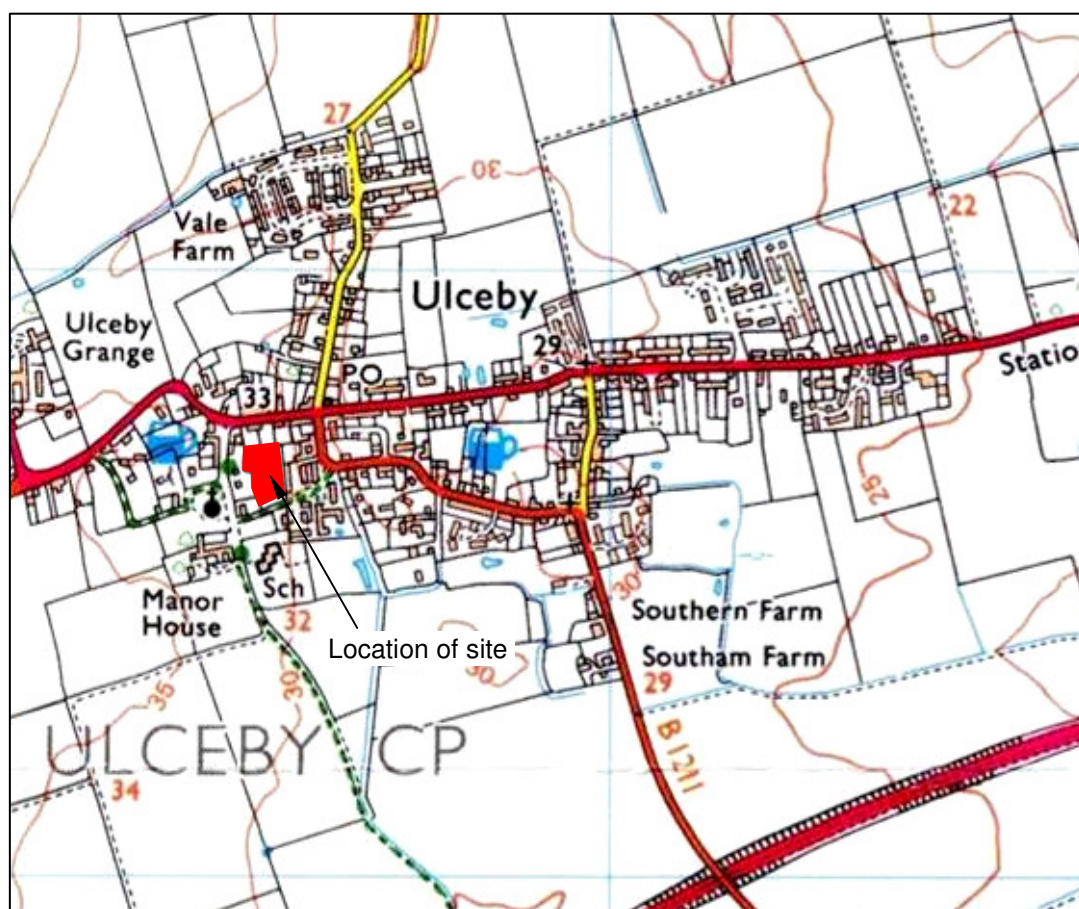 27
30
Vale
Farm
22
Ulceby
Ulceby
Grange
29
PO
33
Statio
25
Manor
House
Sch
32
30
Southern Farm
Location of site
Southam Farm
30
29
35
30
ULCEBY CP
B 1211
34